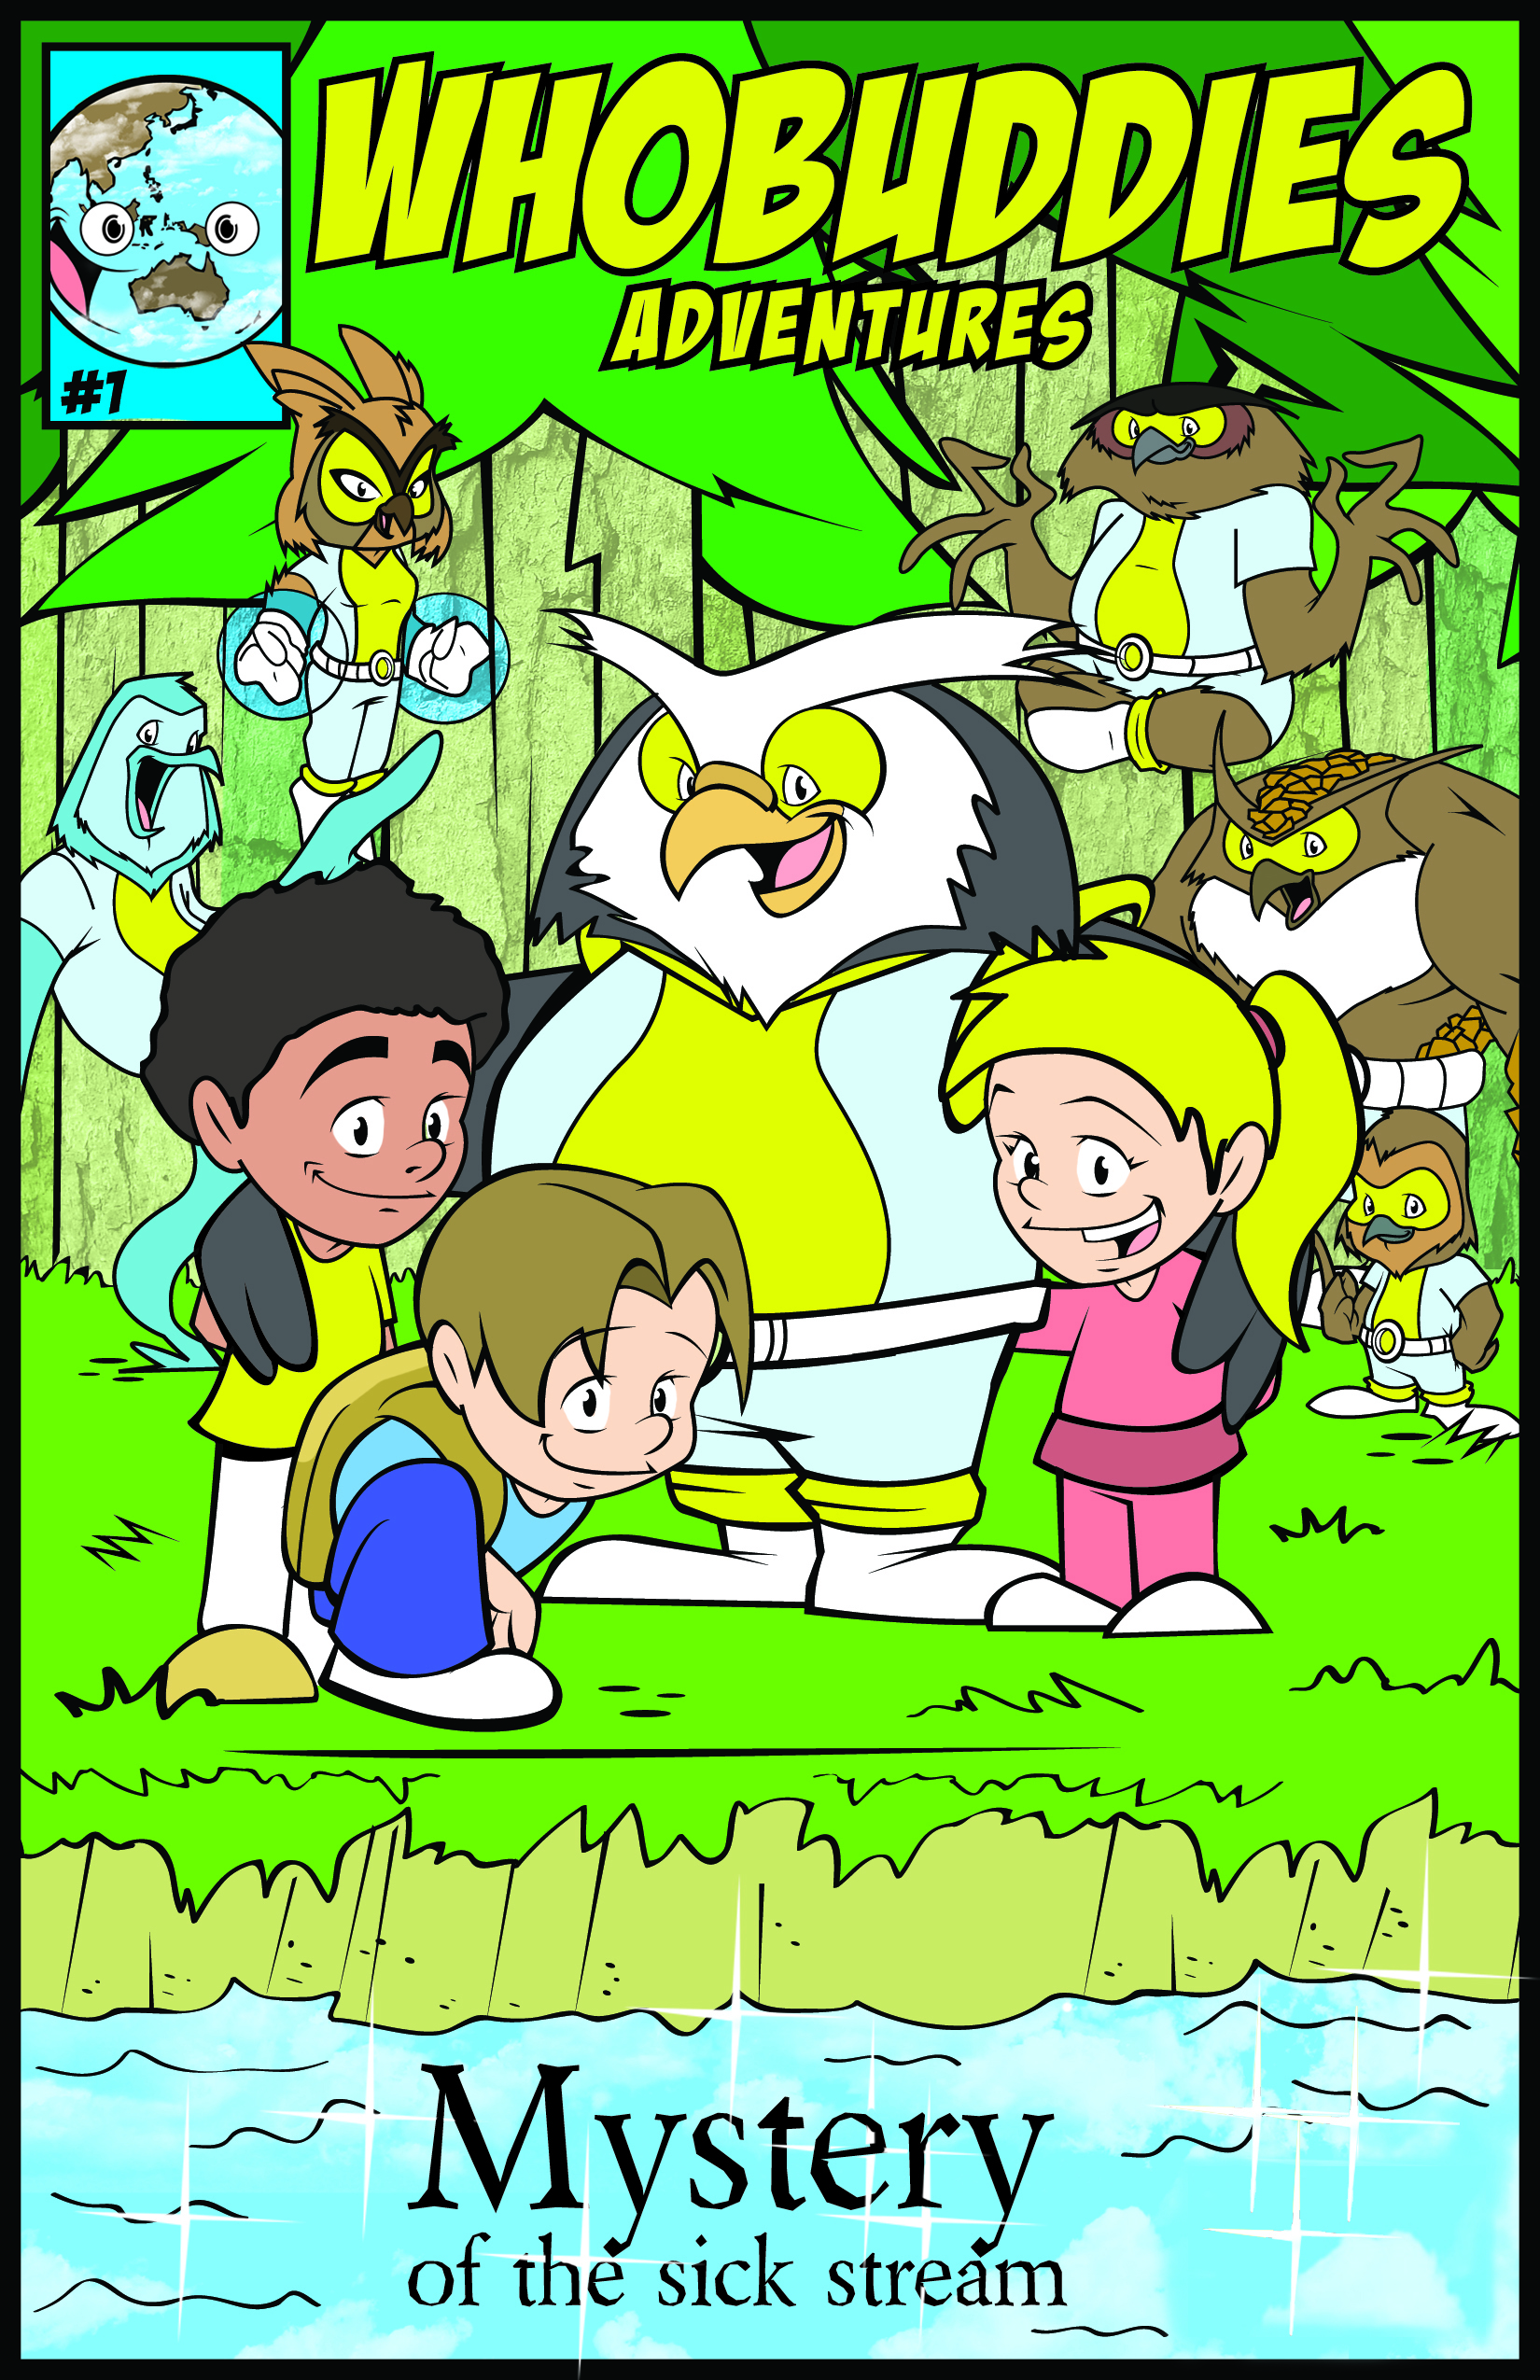 WHOBUDDIES
ADVENTURES
#1
Mystery
of the sick stream